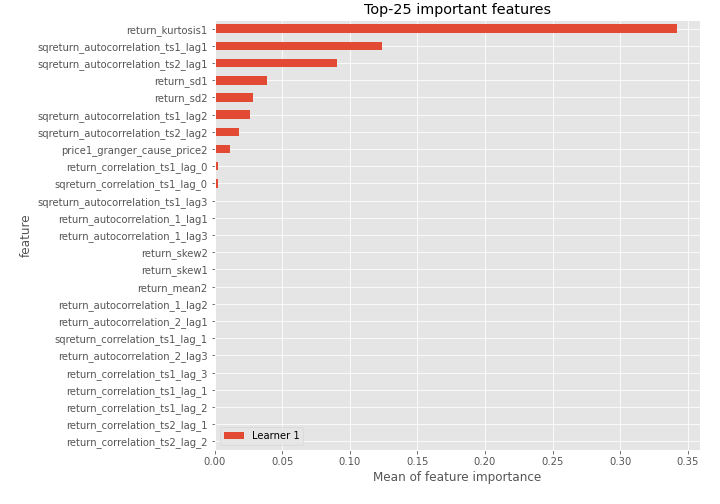 Top-25 important features
return_kurtosis1
sqreturn_autocorrelation_ts1_lag1
sqreturn_autocorrelation_ts2_lag1
return_sd1
return_sd2
sqreturn_autocorrelation_ts1_lag2
sqreturn_autocorrelation_ts2_lag2
price1_granger_cause_price2
return_correlation_ts1_lag_0
sqreturn_correlation_ts1_lag_0
sqreturn_autocorrelation_ts1_lag3
return_autocorrelation_1_lag1
return_autocorrelation_1_lag3
return_skew2
return_skew1
return_mean2
return_autocorrelation_1_lag2
return_autocorrelation_2_lag1
sqreturn_correlation_ts1_lag_1
return_autocorrelation_2_lag3
return_correlation_ts1_lag_3
return_correlation_ts1_lag_1
return_correlation_ts1_lag_2
return_correlation_ts2_lag_1
return_correlation_ts2_lag_2
feature
Learner 1
0.00 0.05 0.10 0.15 0.20 0.25 0.30 0.35
Mean of feature importance